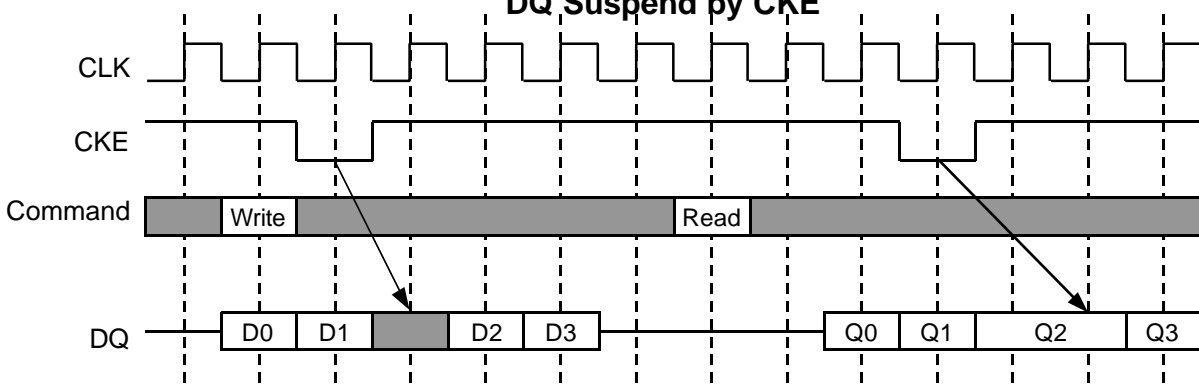 DQ Suspend by CKE
CLK
CKE
Command
Write
Read
DQ
D0
D1
D2
D3
Q0
Q1
Q2
Q3